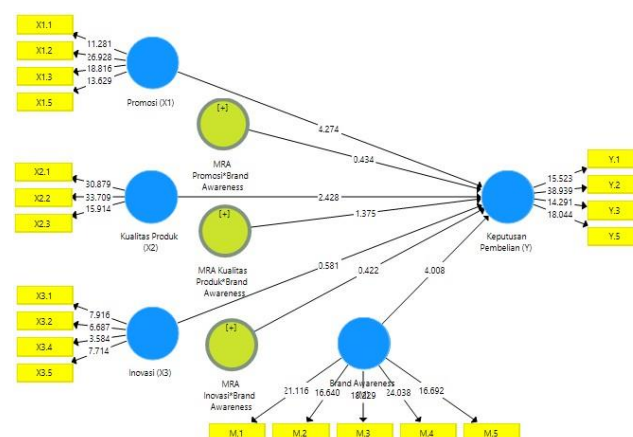 X1.1
X1.2
X1.3
X1.5
11.281
26.928
18.816
13.629
Promosi (X1)
[+]
MRA
Promosi*Brand
Awareness
4.274
0.434
X2.1
X2.2
X2.3
30.879
33.709
15.914
Kualitas Produk
(X2)
[+]
MRA Kualitas
Produk*Brand
Awareness
2.428
1.375
Keputusan
Pembelian (Y)
15.523
38.939
14.291
18.044
Y.1
Y.2
Y.3
Y.5
X3.1
X3.2
X3.4
X3.5
7.916
6.687
3.584
7.714
Inovasi (X3)
[+]
MRA
Inovasi*Brand
Awareness
0.581
0.422
4.008
Brand Awareness
21.116
16.640
24.038
16.692
M.1
M.2
M.3
M.4
M.5